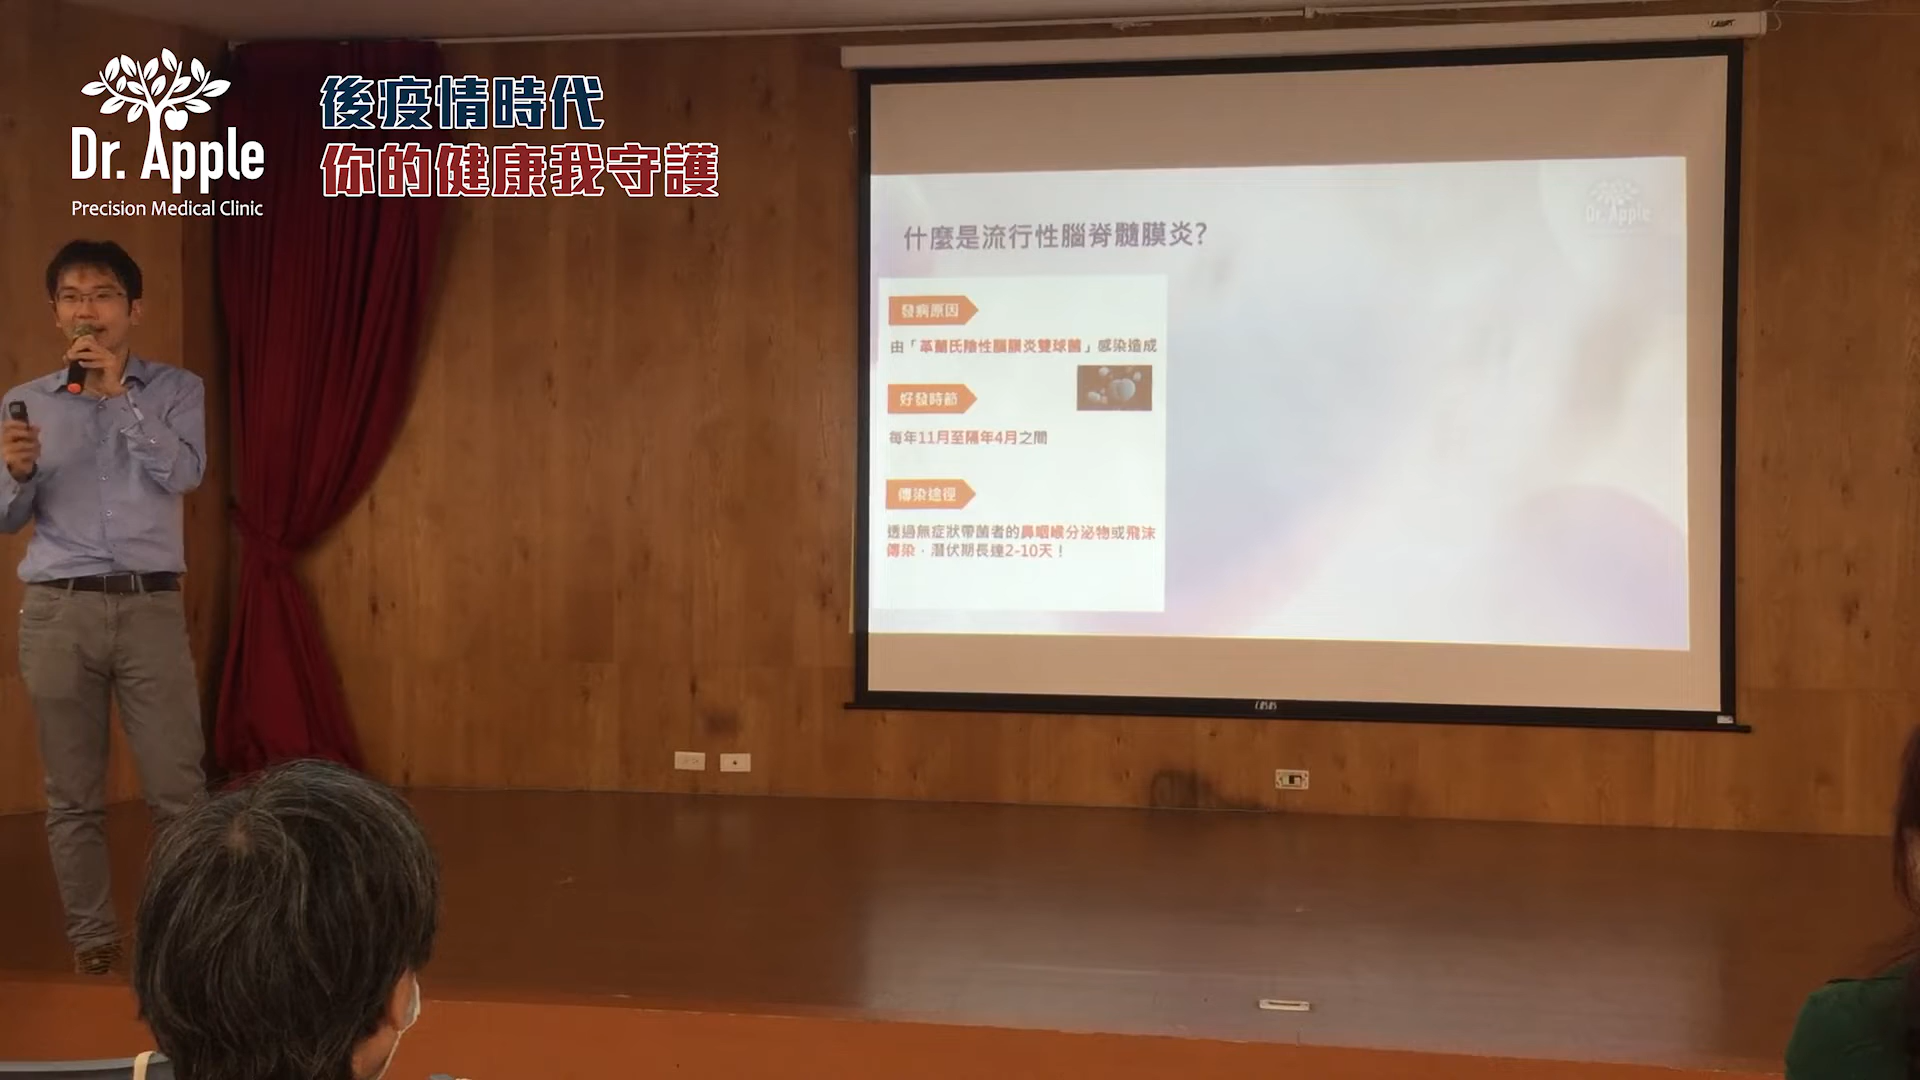 Dr. Apple
Precision Medical Clinic
後疫情時代
你的健康我守護
Dr. Apple
什麼是流行性腦脊髓膜炎?
發病原因
由「革蘭氏陰性腦膜炎雙球菌」感染造成
好發時節
每年11月至隔年4月之間
傳染途徑
透過無症狀帶菌者的鼻咽喉分泌物或飛沫
傳染，潛伏期長達2-10天！